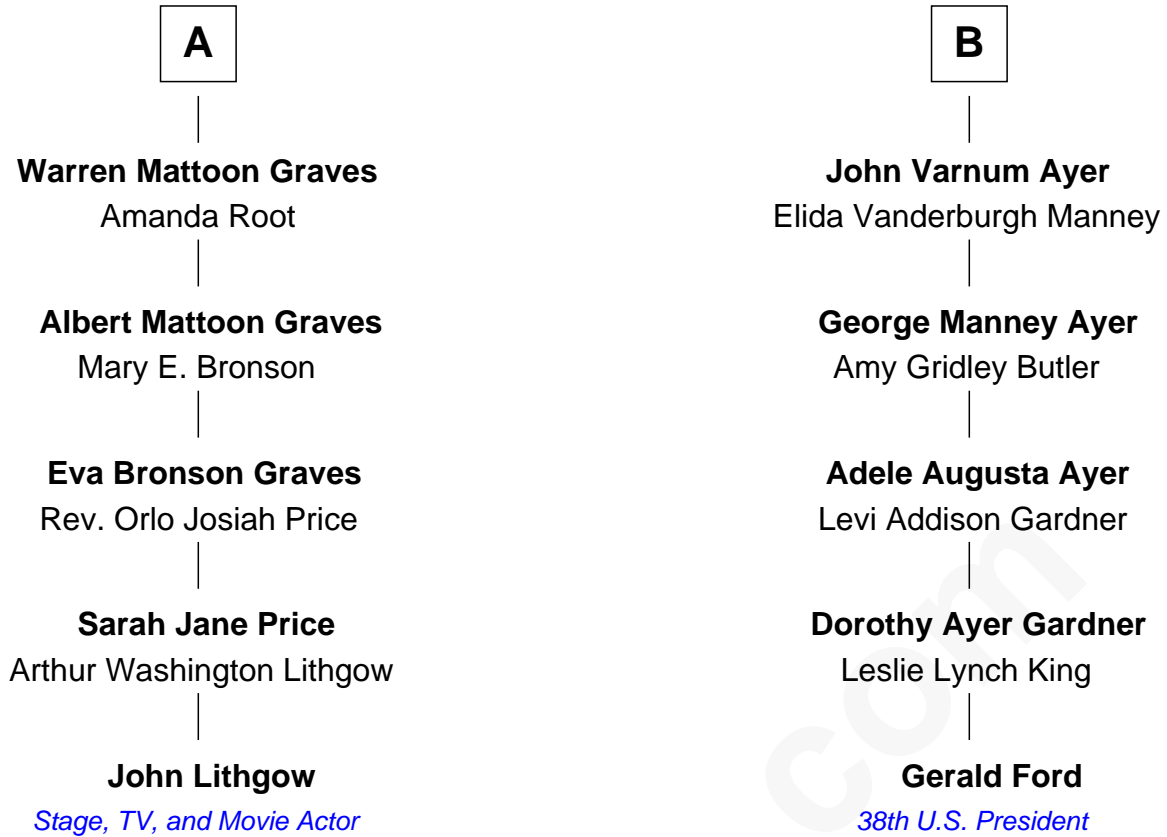 A
Warren Mattoon Graves
Amanda Root
Albert Mattoon Graves
Mary E. Bronson
Eva Bronson Graves
Rev. Orlo Josiah Price
Sarah Jane Price
Arthur Washington Lithgow
John Lithgow
Stage, TV, and Movie Actor
B
John Varnum Ayer
Elida Vanderburgh Manney
George Manney Ayer
Amy Gridley Butler
Adele Augusta Ayer
Levi Addison Gardner
Dorothy Ayer Gardner
Leslie Lynch King
Gerald Ford
38th U.S. President
com